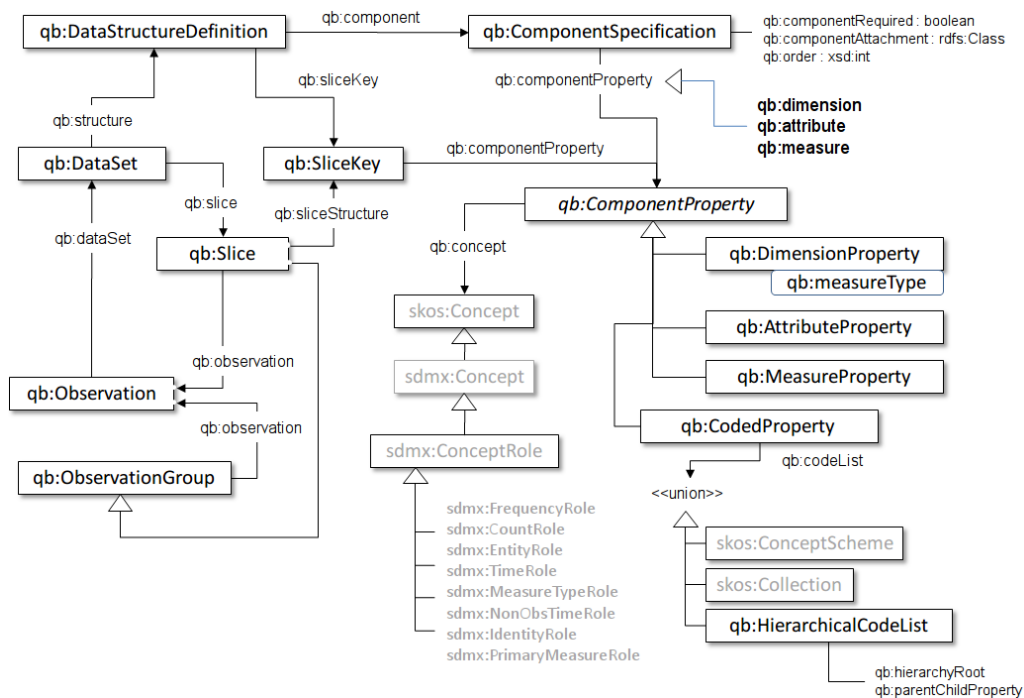 qb:DataStructureDefinition
qb:component
qb:ComponentSpecification
qb:componentRequired : boolean
qb:componentAttachment : rdfs:Class
qb:order : xsd:int
qb:sliceKey
qb:componentProperty
qb:dimension
qb:attribute
qb:measure
qb:structure
qb:DataSet
qb:SliceKey
qb:componentProperty
qb:slice
qb:sliceStructure
qb:ComponentProperty
qb:dataSet
qb:Slice
qb:concept
qb:DimensionProperty
qb:measureType
skos:Concept
qb:AttributeProperty
qb:observation
sdmx:Concept
qb:MeasureProperty
qb:Observation
qb:observation
qb:CodedProperty
sdmx:ConceptRole
qb:codeList
qb:ObservationGroup
<<union>>
sdmx:FrequencyRole
sdmx:CountRole
sdmx:EntityRole
sdmx:TimeRole
sdmx:MeasureTypeRole
sdmx:NonObsTimeRole
sdmx:IdentityRole
sdmx:PrimaryMeasureRole
skos:ConceptScheme
skos:Collection
qb:HierarchicalCodeList
qb:hierarchyRoot
qb:parentChildProperty